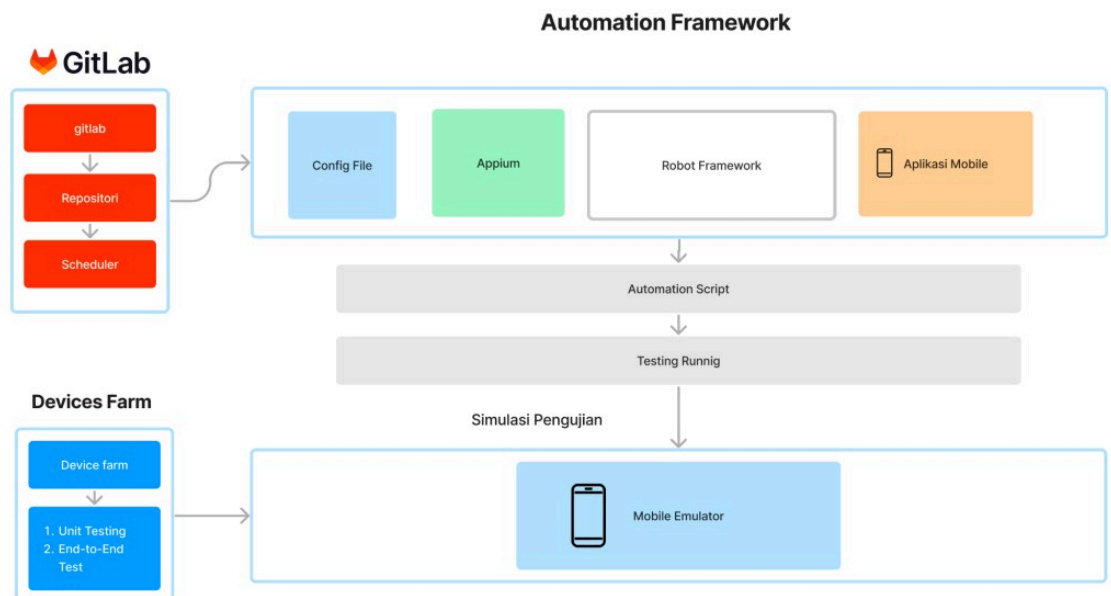 Automation Framework
GitLab
gitlab
Repositori
Scheduler
Config File
Appium
Robot Framework
Aplikasi Mobile
Automation Script
Testing Runnig
Simulasi Pengujian
Devices Farm
Device farm
1. Unit Testing
2. End-to-End
Test
Mobile Emulator